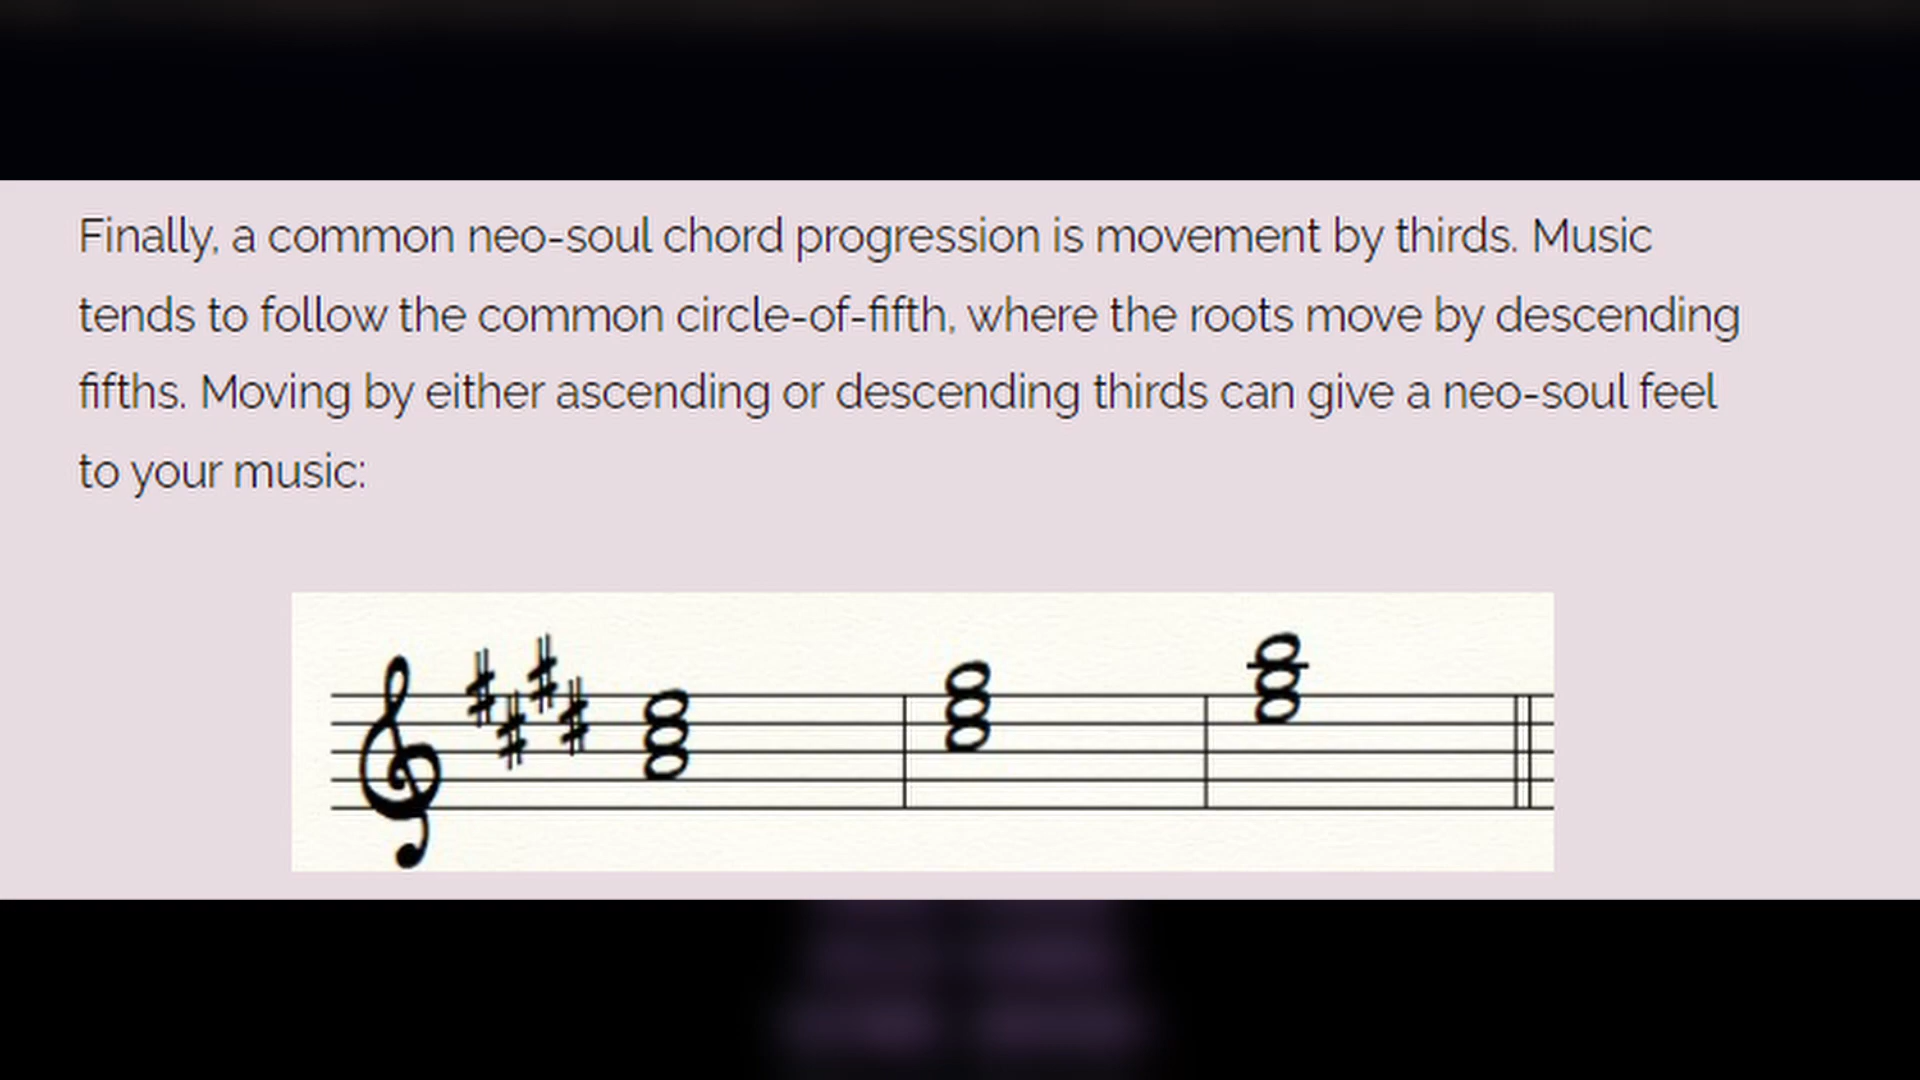 Finally, a common neo-soul chord progression is movement by thirds. Music
tends to follow the common circle-of-fifth, where the roots move by descending
fifths. Moving by either ascending or descending thirds can give a neo-soul feel
to your music: